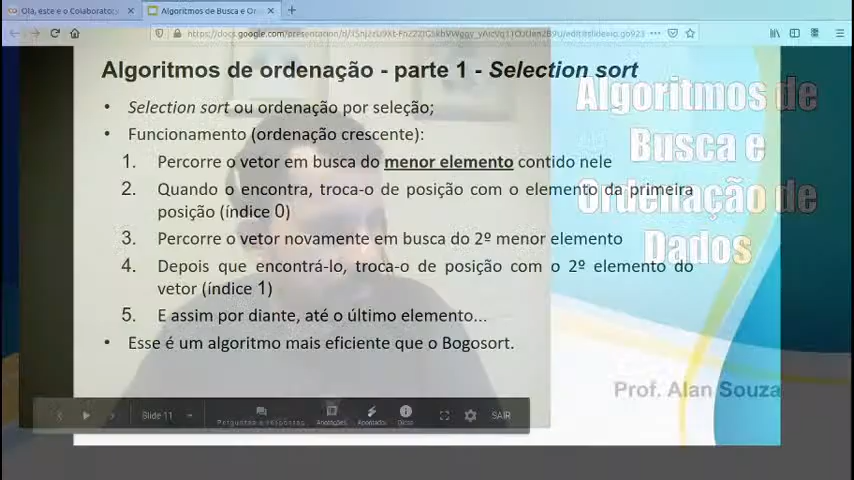 Olá, este é o Colaborator
Algoritmos de Busca e Or
Algoritmos de ordenação - parte 1 - Selection sort
• Selection sort ou ordenação por seleção;
• Funcionamento (ordenação crescente):
1. Percorre o vetor em busca do menor elemento contido nele
2. Quando o encontra, troca-o de posição com o elemento da primeira
posição (índice 0)
3. Percorre o vetor novamente em busca do 2º menor elemento
4. Depois que encontrá-lo, troca-o de posição com o 2º elemento do
vetor (índice 1)
5. E assim por diante, até o último elemento...
• Esse é um algoritmo mais eficiente que o Bogosort.
Algoritmos de
Busca e
Ordenação de
Dados
Prof. Alan Souza
Slide 11
Perguntas e respostas
Anotações
Apontador
SAIR